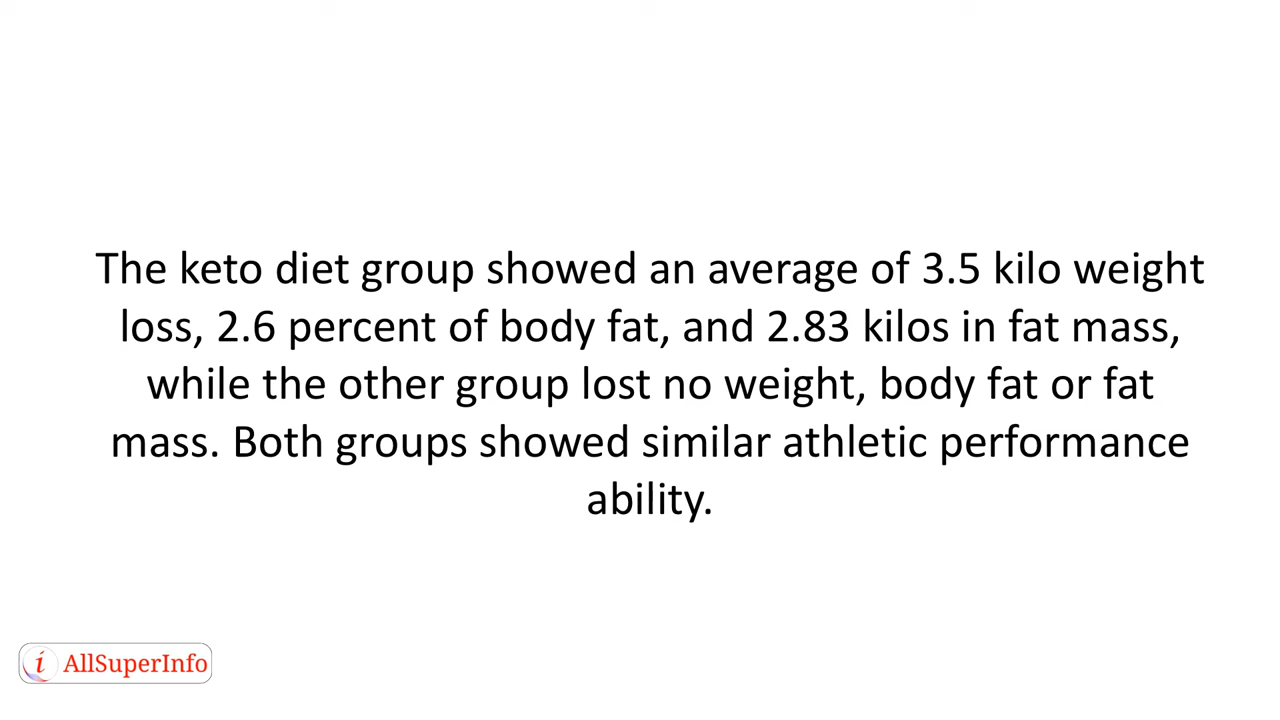 The keto diet group showed an average of 3.5 kilo weight
loss, 2.6 percent of body fat, and 2.83 kilos in fat mass,
while the other group lost no weight, body fat or fat
mass. Both groups showed similar athletic performance
ability.
i AllSuperInfo